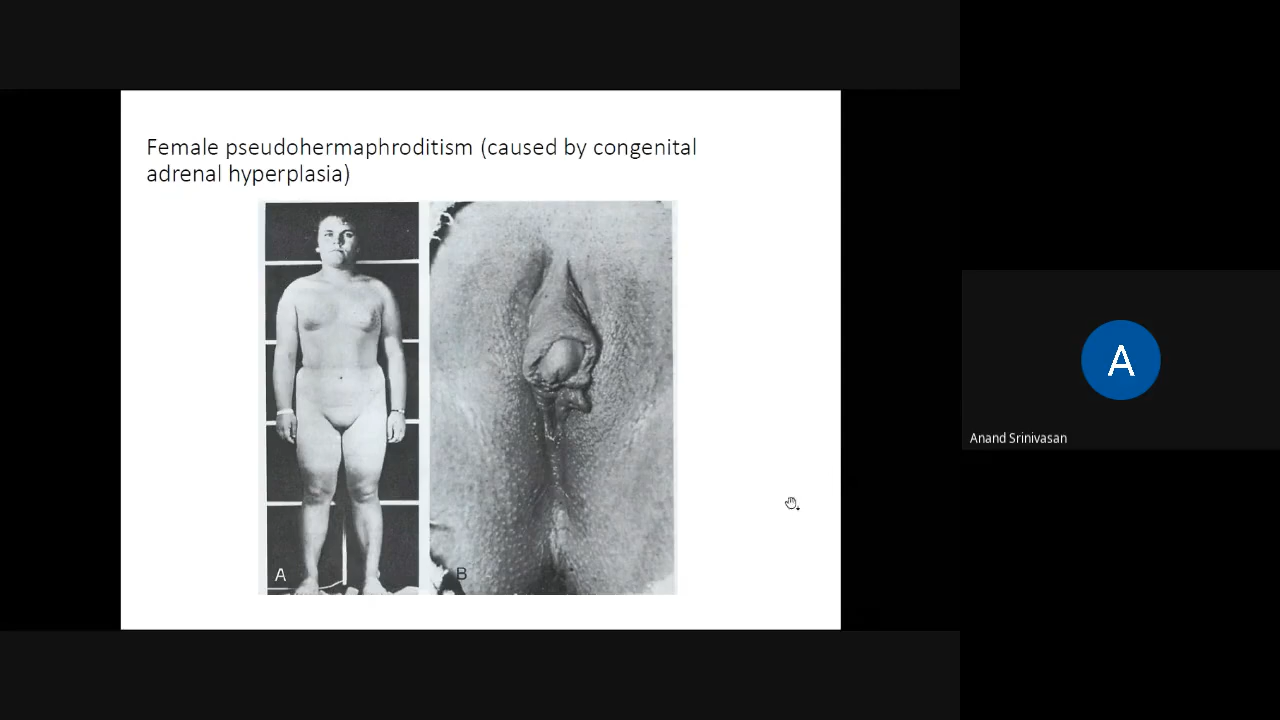 Female pseudohermaphroditism (caused by congenital
adrenal hyperplasia)
A
B
A
Anand Srinivasan